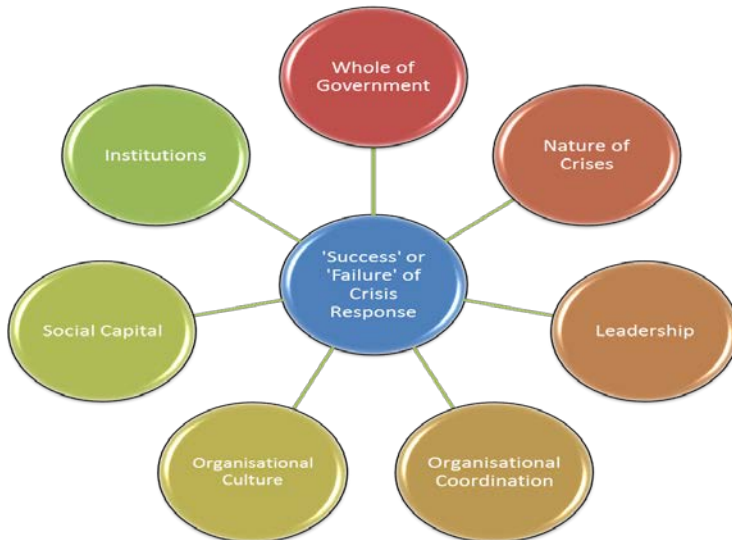 Whole of
Government
Nature of
Crises
Leadership
Organisational
Coordination
Organisational
Culture
Social Capital
Institutions
'Success' or
'Failure' of
Crisis
Response